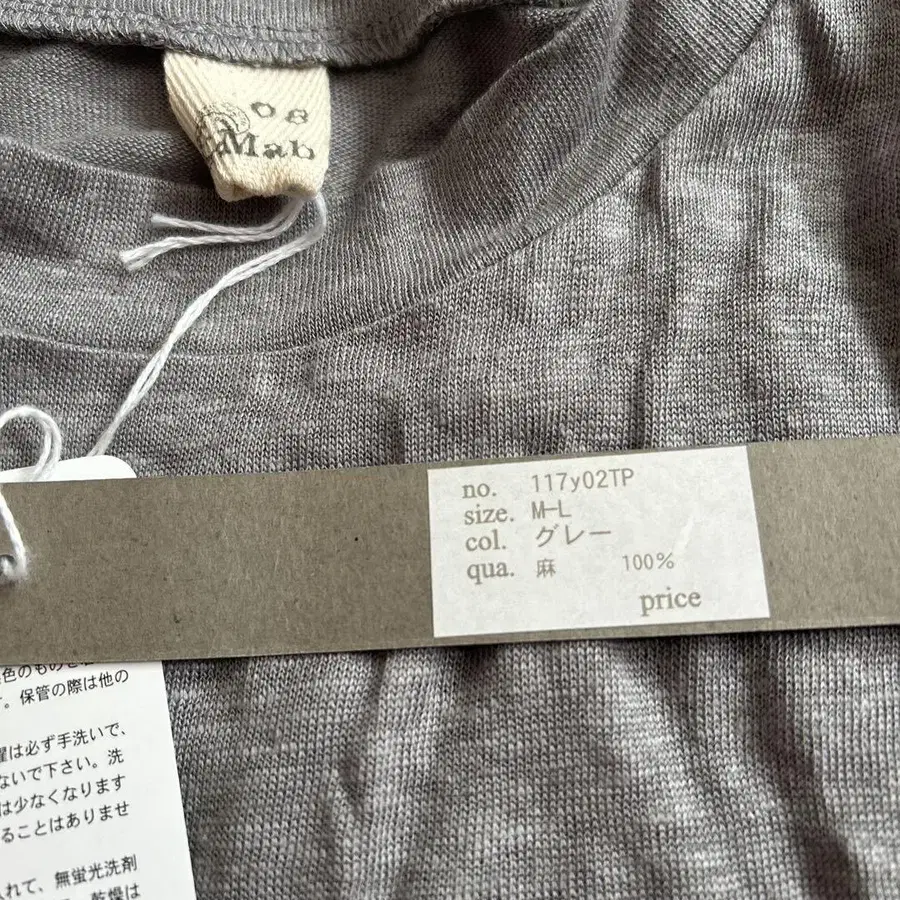 08
Mab
no. 117y02TP
size. M-L
col. グレー
qua. 麻 100%
price
色のものと
。保管の際は他の
濯は必ず手洗いで、
ないで下さい。洗
は少なくなります
ることはありませ
れて、無蛍光洗剤
乾燥は